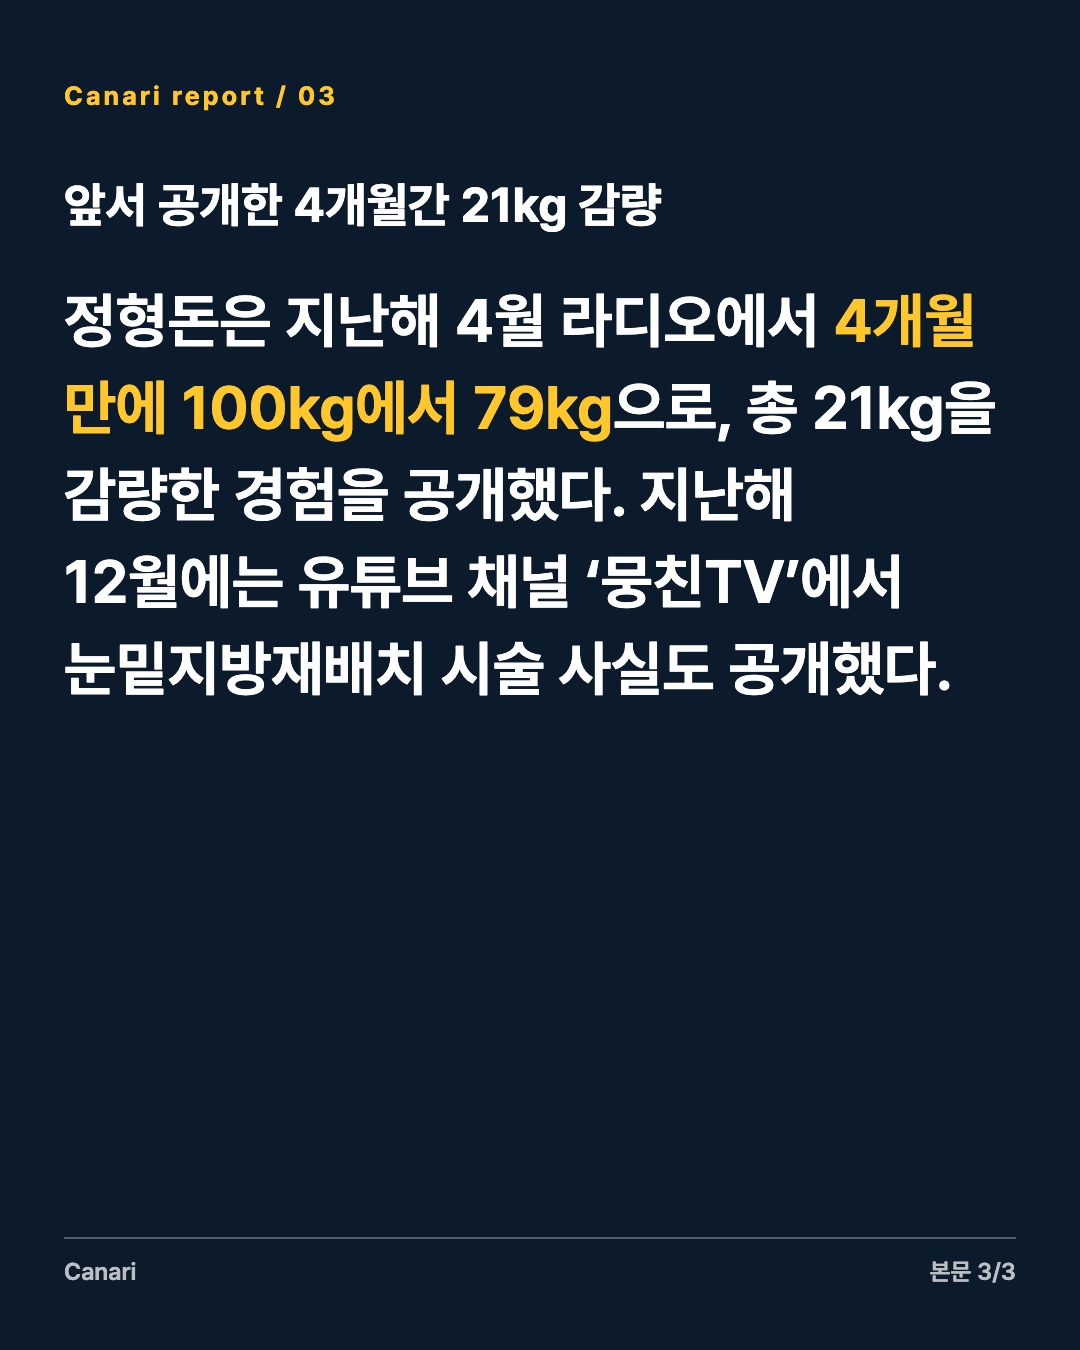 Canari report / 03
앞서 공개한 4개월간 21kg 감량
정형돈은 지난해 4월 라디오에서 4개월
만에 100kg에서 79kg으로, 총 21kg을
감량한 경험을 공개했다. 지난해
12월에는 유튜브 채널 ‘뭉친TV’에서
눈밑지방재배치 시술 사실도 공개했다.
Canari
본문 3/3